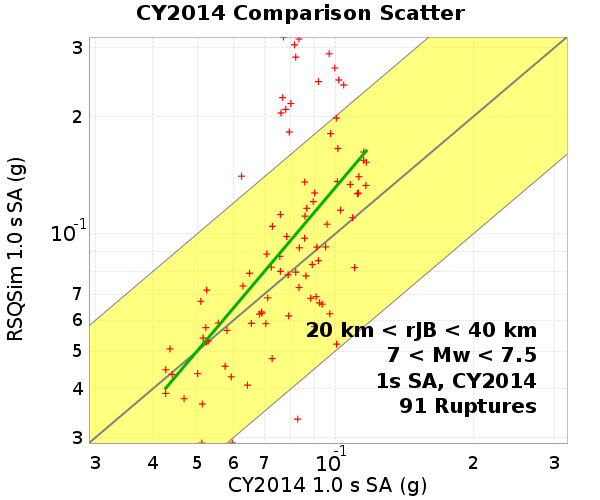 CY2014 Comparison Scatter
3
2
10-1
7
6
5
4
3
RSQSim 1.0 s SA (g)
20 km < rJB < 40 km
7 < Mw < 7.5
1s SA, CY2014
91 Ruptures
3 4 5 6 7 10-1 2 3
CY2014 1.0 s SA (g)